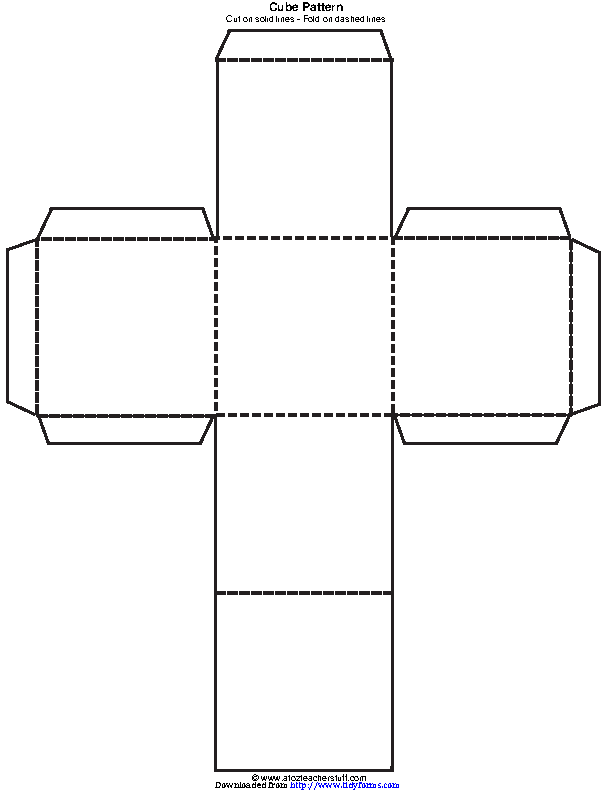 Cube Pattern
Cut on solid lines - Fold on dashed lines
© www.atozteacherstuff.com
Downloaded from http://www.tidyforms.com